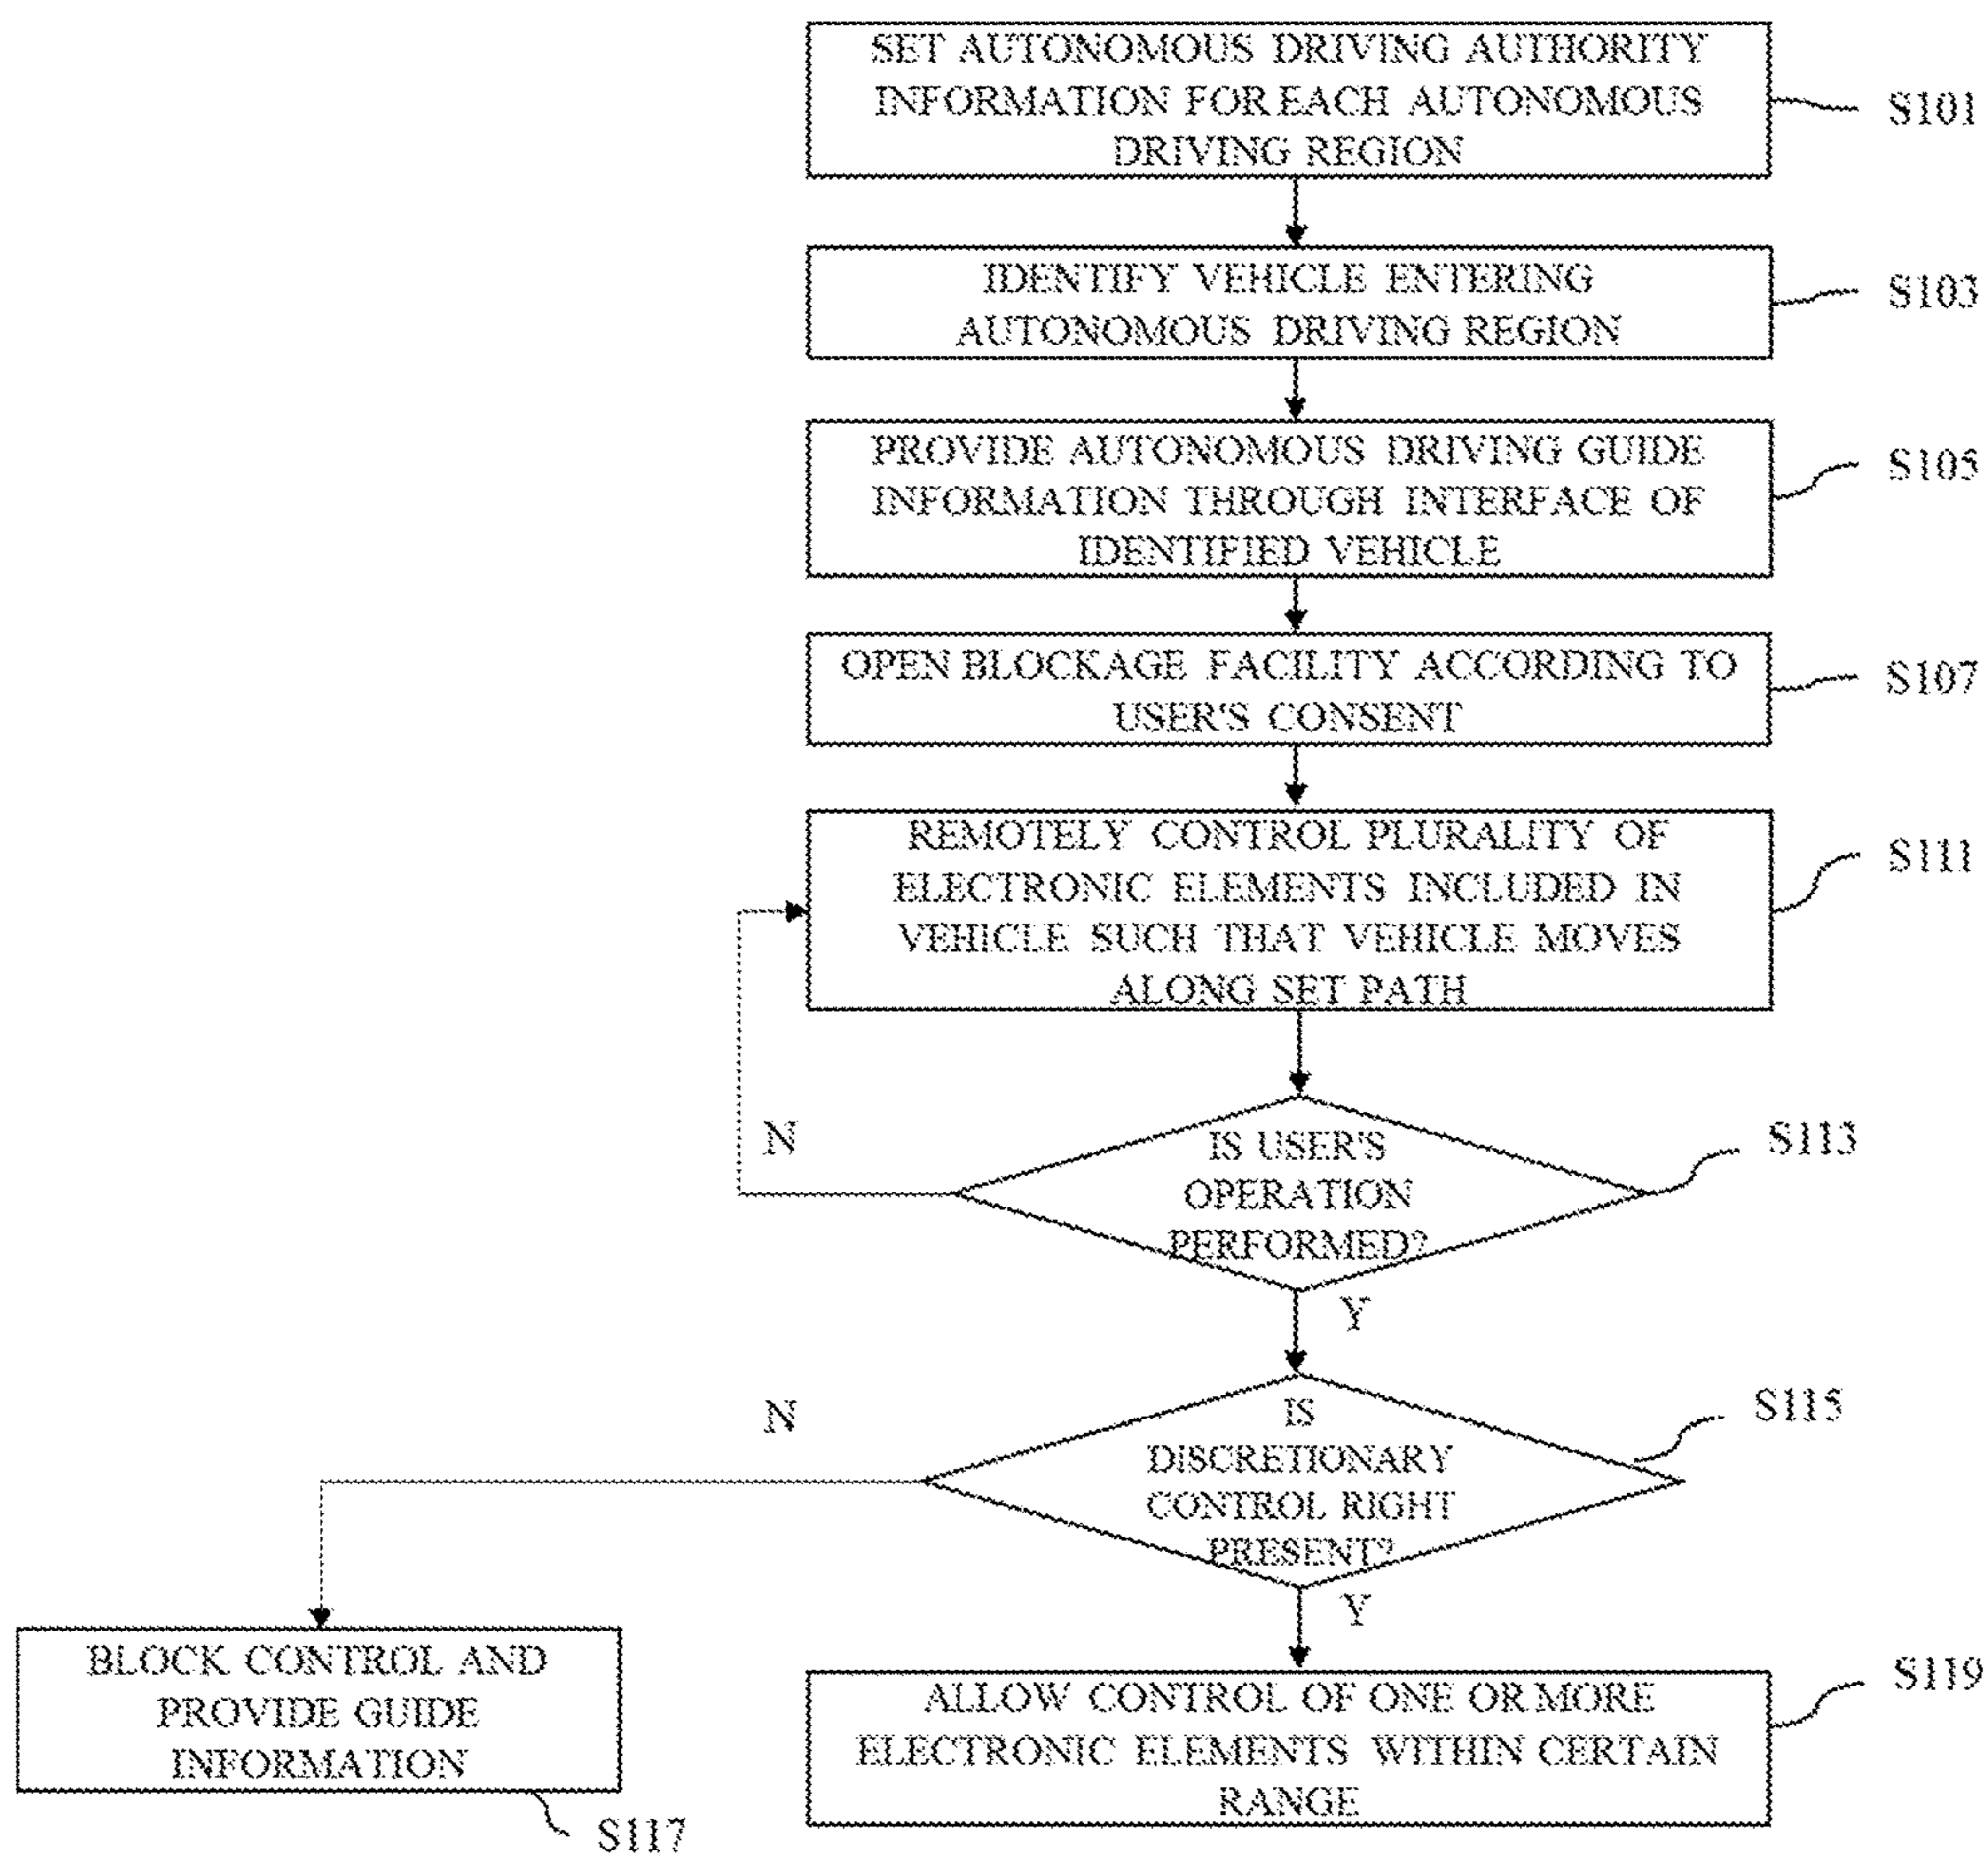 SET AUTONOMOUS DRIVING AUTHORITY
INFORMATION FOR EACH AUTONOMOUS
DRIVING REGION
S101
IDENTIFY VEHICLE ENTERING
AUTONOMOUS DRIVING REGION
S103
PROVIDE AUTONOMOUS DRIVING GUIDE
INFORMATION THROUGH INTERFACE OF
IDENTIFIED VEHICLE
S105
OPEN BLOCKAGE FACILITY ACCORDING TO
USER'S CONSENT
S107
REMOTELY CONTROL PLURALITY OF
ELECTRONIC ELEMENTS INCLUDED IN
VEHICLE SUCH THAT VEHICLE MOVES
ALONG SET PATH
S111
N
IS USER'S
OPERATION
PERFORMED?
S113
Y
N
IS
DISCRETIONARY
CONTROL RIGHT
PRESENT?
S115
Y
BLOCK CONTROL AND
PROVIDE GUIDE
INFORMATION
S117
ALLOW CONTROL OF ONE OR MORE
ELECTRONIC ELEMENTS WITHIN CERTAIN
RANGE
S119